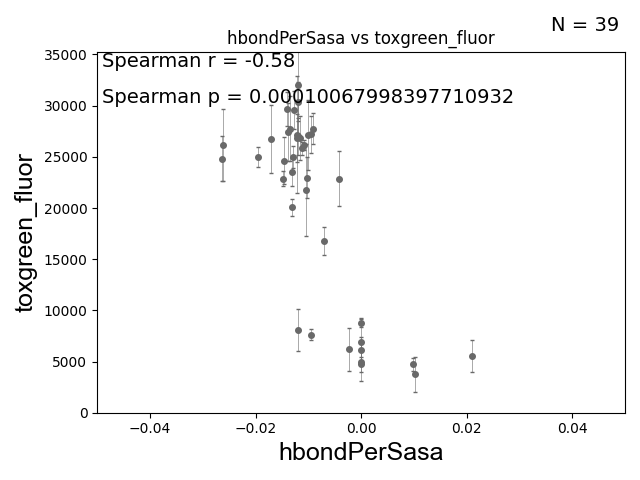 N = 39
hbondPerSasa vs toxgreen_fluor
Spearman r = -0.58
Spearman p = 0.00010067998397710932
35000
30000
25000
20000
15000
10000
5000
0
toxgreen_fluor
−0.04
−0.02
0.00
0.02
0.04
hbondPerSasa